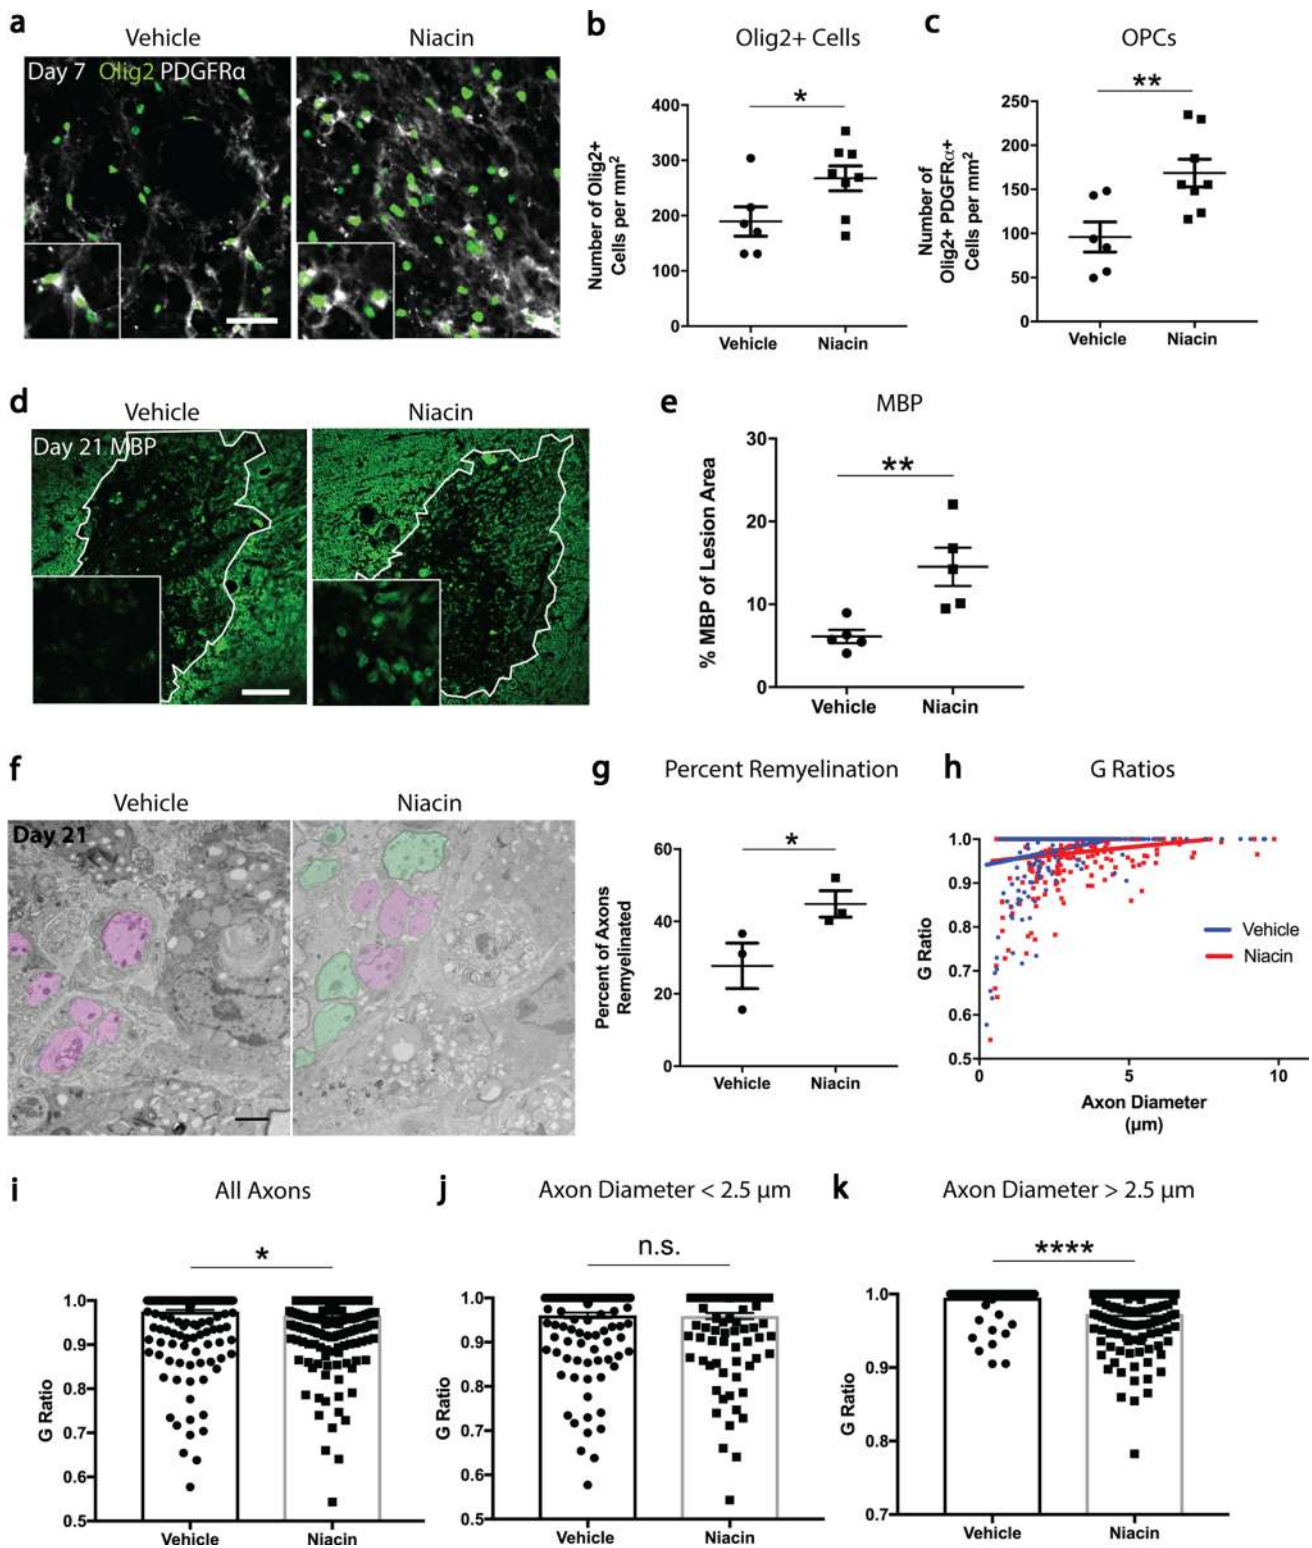 a
Vehicle
Niacin
Day 7 Olig2 PDGFRα
b
Olig2+ Cells
*
400
300
200
100
0
Number of Olig2+
Cells per mm2
Vehicle
Niacin
c
OPCs
**
250
200
150
100
50
0
Number of
Olig2+ PDGFRα+
Cells per mm2
Vehicle
Niacin
d
Vehicle
Niacin
Day 21 MBP
e
MBP
**
30
20
10
0
% MBP of Lesion Area
Vehicle
Niacin
f
Vehicle
Niacin
Day 21
g
Percent Remyelination
*
60
40
20
0
Percent of Axons
Remyelinated
Vehicle
Niacin
h
G Ratios
1.0
0.9
0.8
0.7
0.6
0.5
G Ratio
Vehicle
Niacin
0
5
10
Axon Diameter
(µm)
i
All Axons
*
1.0
0.9
0.8
0.7
0.6
0.5
G Ratio
Vehicle
Niacin
j
Axon Diameter < 2.5 µm
n.s.
1.0
0.9
0.8
0.7
0.6
0.5
G Ratio
Vehicle
Niacin
k
Axon Diameter > 2.5 µm
****
1.0
0.9
0.8
0.7
G Ratio
Vehicle
Niacin